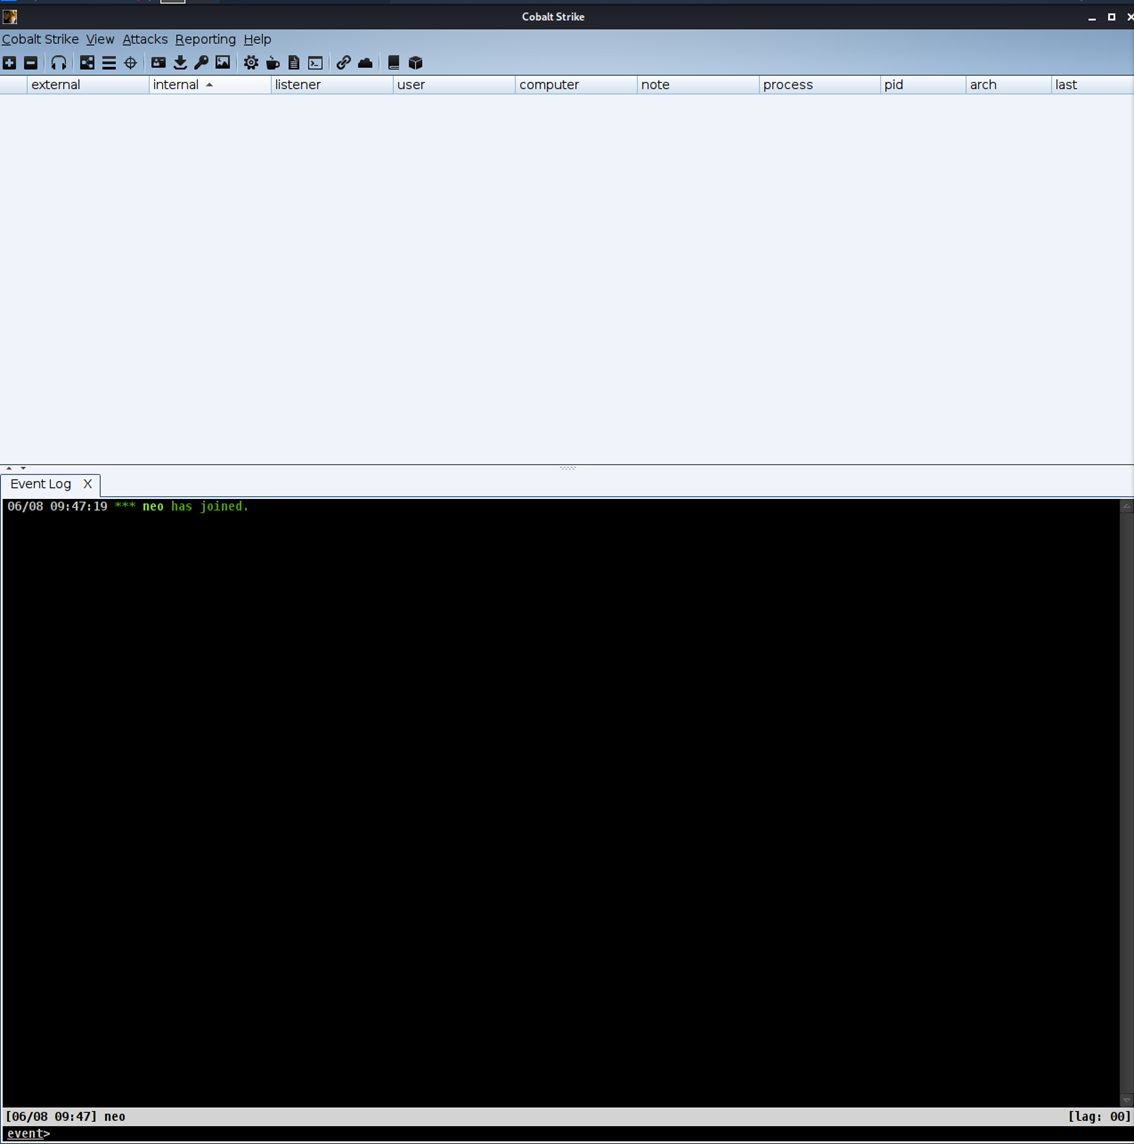 Cobalt Strike
Cobalt Strike View Attacks Reporting Help
external internal listener user computer note process pid arch last
Event Log X
06/08 09:47:19 *** neo has joined.
[06/08 09:47] neo [lag: 00]
event>